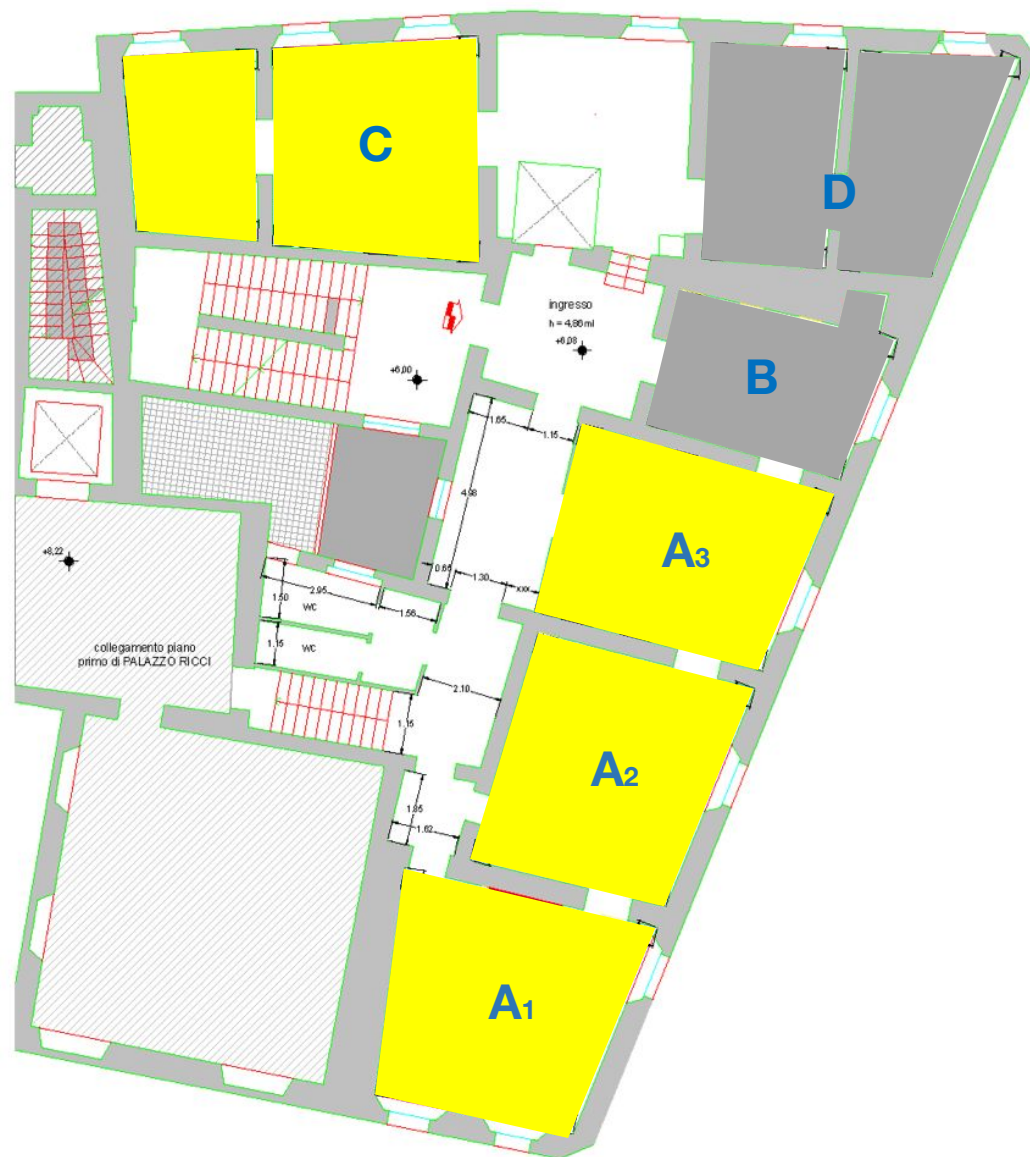 C
D
ingresso
h = 4,86 ml
+6,08
B
+6,00
1.65
1.15
4.98
A3
+8,22
0.65
1.30
xxx
2.95
1.50
1.56
WC
WC
1.15
collegamento piano
primo di PALAZZO RICCI
2.10
1.15
A2
1.95
1.62
A1